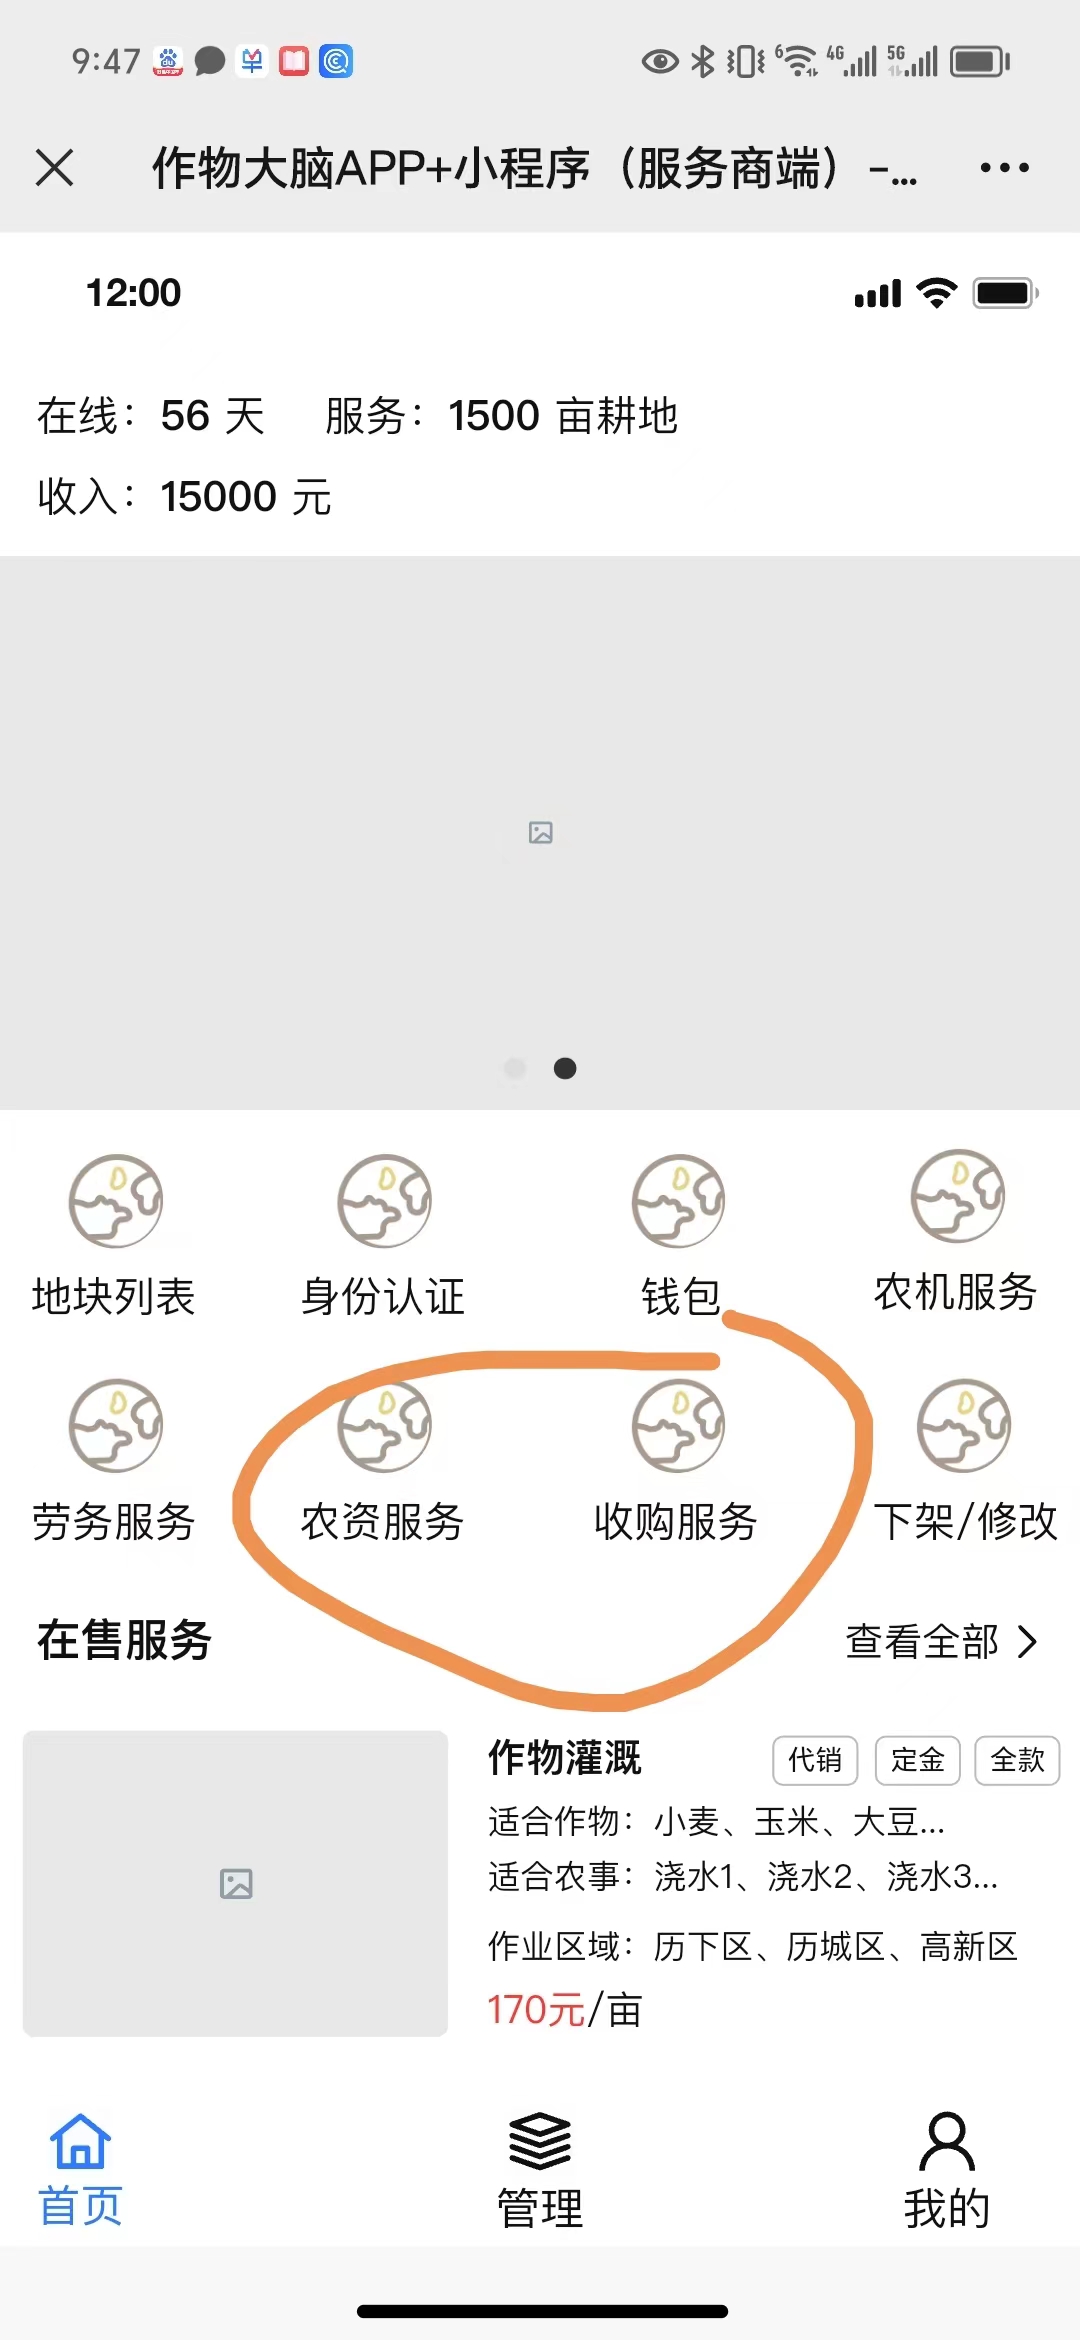 9:47
6 4G 5G
作物大脑APP+小程序（服务商端）-...
12:00
在线：56 天 服务：1500 亩耕地
收入：15000 元
地块列表 身份认证 钱包 农机服务
劳务服务 农资服务 收购服务 下架/修改
在售服务 查看全部
作物灌溉 代销 定金 全款
适合作物：小麦、玉米、大豆...
适合农事：浇水1、浇水2、浇水3...
作业区域：历下区、历城区、高新区
170元/亩
首页 管理 我的